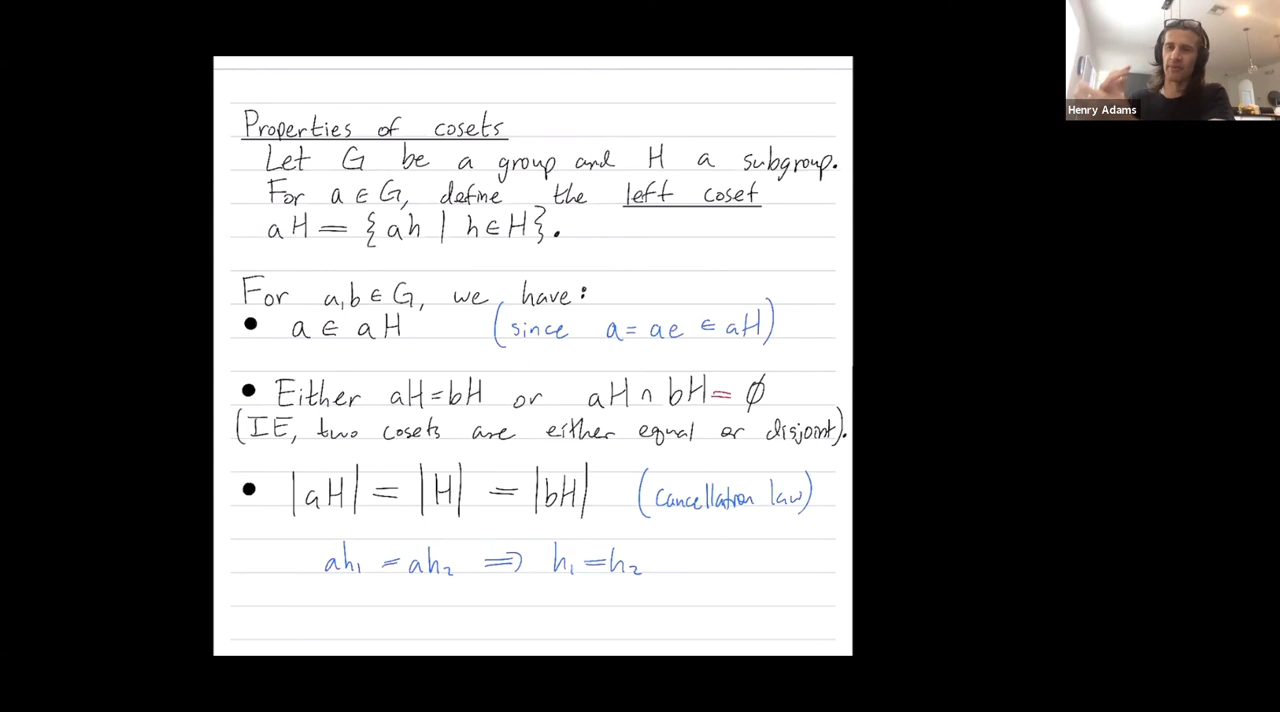 Henry Adams
Properties of cosets
Let G be a group and H a subgroup.
For a ∈ G, define the left coset
aH = {ah | h ∈ H}.
For a,b ∈ G, we have:
• a ∈ aH (since a = ae ∈ aH)
• Either aH = bH or aH ∩ bH = ∅
(IE, two cosets are either equal or disjoint).
• |aH| = |H| = |bH| (cancellation law)
ah₁ = ah₂ ⟹ h₁ = h₂